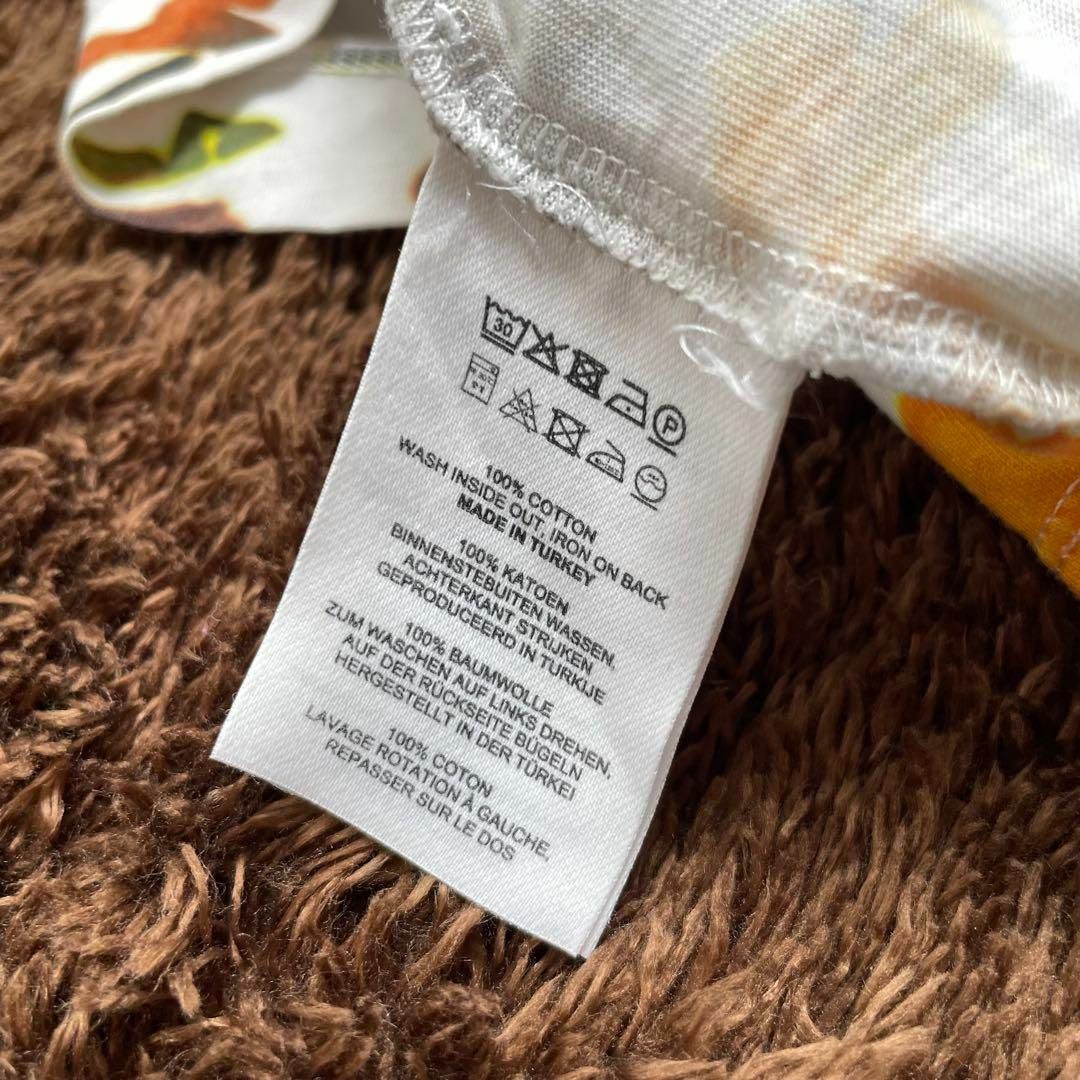 30
P
100% COTTON
WASH INSIDE OUT, IRON ON BACK
MADE IN TURKEY
100% KATOEN
BINNENSTEBUITEN WASSEN.
ACHTERKANT STRIJKEN
GEPRODUCEERD IN TURKIJE
100% BAUMWOLLE
ZUM WASCHEN AUF LINKS DREHEN,
AUF DER RÜCKSEITE BÜGELN
HERGESTELLT IN DER TÜRKEI
100% COTON
LAVAGE ROTATION À GAUCHE,
REPASSER SUR LE DOS